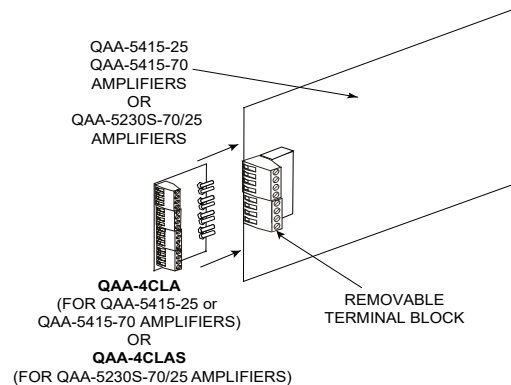 QAA-5415-25
QAA-5415-70
AMPLIFIERS
OR
QAA-5230S-70/25
AMPLIFIERS
QAA-4CLA
(FOR QAA-5415-25 or
QAA-5415-70 AMPLIFIERS)
OR
QAA-4CLAS
(FOR QAA-5230S-70/25 AMPLIFIERS)
REMOVABLE
TERMINAL BLOCK